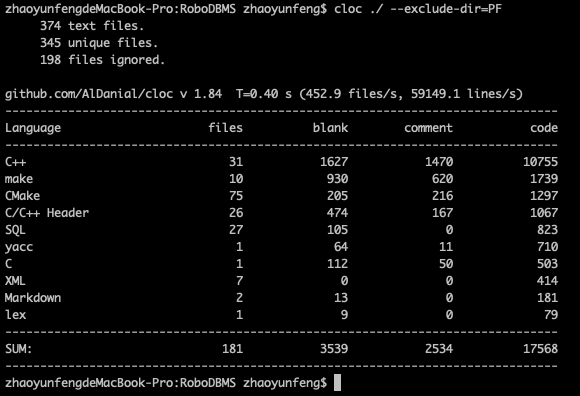 zhaoyunfengdeMacBook-Pro:RoboDBMS zhaoyunfeng$ cloc ./ --exclude-dir=PF
     374 text files.
     345 unique files.
     198 files ignored.
github.com/AlDanial/cloc v 1.84  T=0.40 s (452.9 files/s, 59149.1 lines/s)
-------------------------------------------------------------------------------
Language                     files          blank        comment           code
-------------------------------------------------------------------------------
C++                             31           1627           1470          10755
make                            10            930            620           1739
CMake                           75            205            216           1297
C/C++ Header                    26            474            167           1067
SQL                             27            105              0            823
yacc                             1             64             11            710
C                                1            112             50            503
XML                              7              0              0            414
Markdown                         2             13              0            181
lex                              1              9              0             79
-------------------------------------------------------------------------------
SUM:                           181           3539           2534          17568
-------------------------------------------------------------------------------
zhaoyunfengdeMacBook-Pro:RoboDBMS zhaoyunfeng$